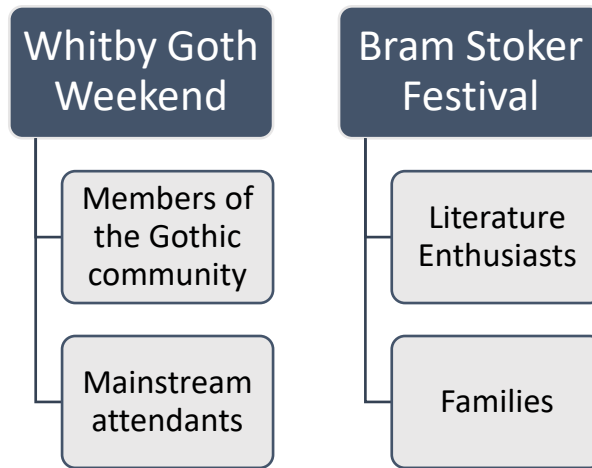 Whitby Goth
Weekend
Members of
the Gothic
community
Mainstream
attendants
Bram Stoker
Festival
Literature
Enthusiasts
Families